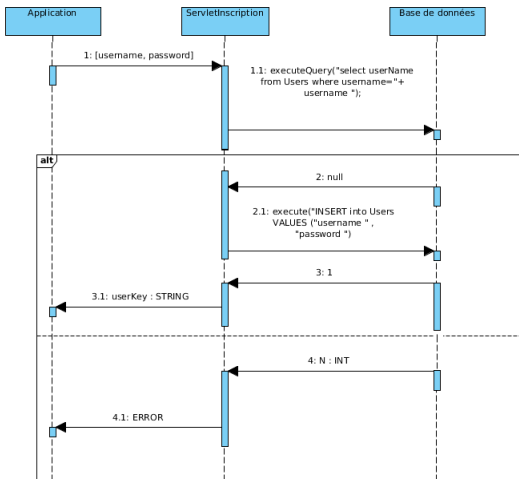 Application
ServletInscription
Base de données
1: [username, password]
1.1: executeQuery("select userName
from Users where username="+
username ");
alt
2: null
2.1: execute("INSERT into Users
VALUES ("username " ,
"password ")
3: 1
3.1: userKey : STRING
4: N : INT
4.1: ERROR